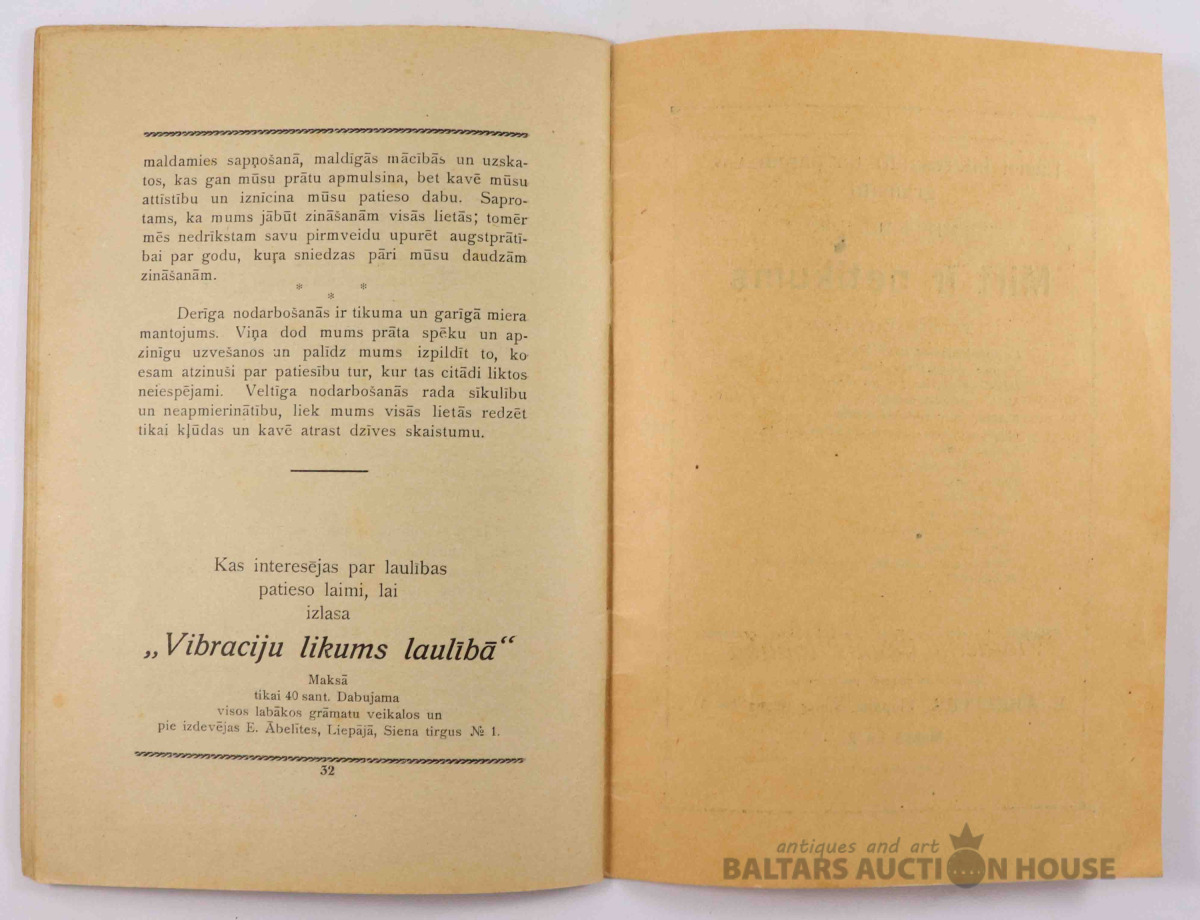 maldamies sapņošanā, maldīgās mācībās un uzska-
tos, kas gan mūsu prātu apmulsina, bet kavē mūsu
attīstību un iznīcina mūsu patieso dabu. Sapro-
tams, ka mums jābūt zināšanām visās lietās; tomēr
mēs nedrīkstam savu pirmveidu upurēt augstprātī-
bai par godu, kuŗa sniedzas pāri mūsu daudzām
zināšanām.
* * *
Derīga nodarbošanās ir tikuma un garīgā miera
mantojums. Viņa dod mums prāta spēku un ap-
zinīgu uzvešanos un palīdz mums izpildīt to, ko
esam atzinuši par patiesību tur, kur tas citādi liktos
neiespējami. Veltīga nodarbošanās rada sīkulību
un neapmierinātību, liek mums visās lietās redzēt
tikai kļūdas un kavē atrast dzīves skaistumu.
Kas interesējas par laulības
patieso laimi, lai
izlasa
„Vibraciju likums laulībā“
Maksā
tikai 40 sant. Dabujama
visos labākos grāmatu veikalos un
pie izdevējas E. Ābelītes, Liepājā, Siena tirgus № 1.
32
antiques and art
BALTARS AUCTION HOUSE